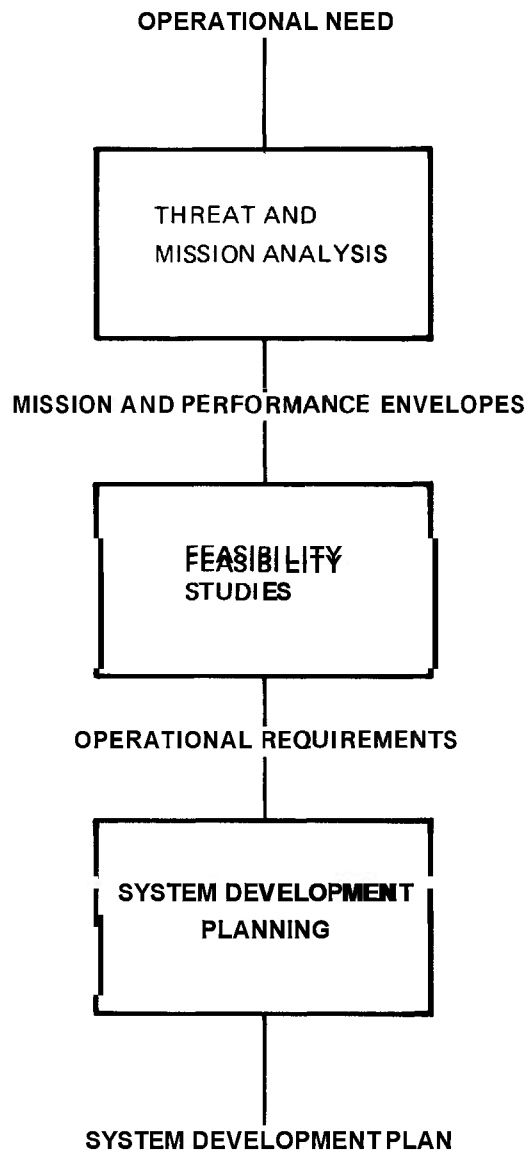 OPERATIONAL NEED
THREAT AND
MISSION ANALYSIS
MISSION AND PERFORMANCE ENVELOPES
FEASIBILITY
STUDIES
OPERATIONAL REQUIREMENTS
SYSTEM DEVELOPMENT
PLANNING
SYSTEM DEVELOPMENT PLAN